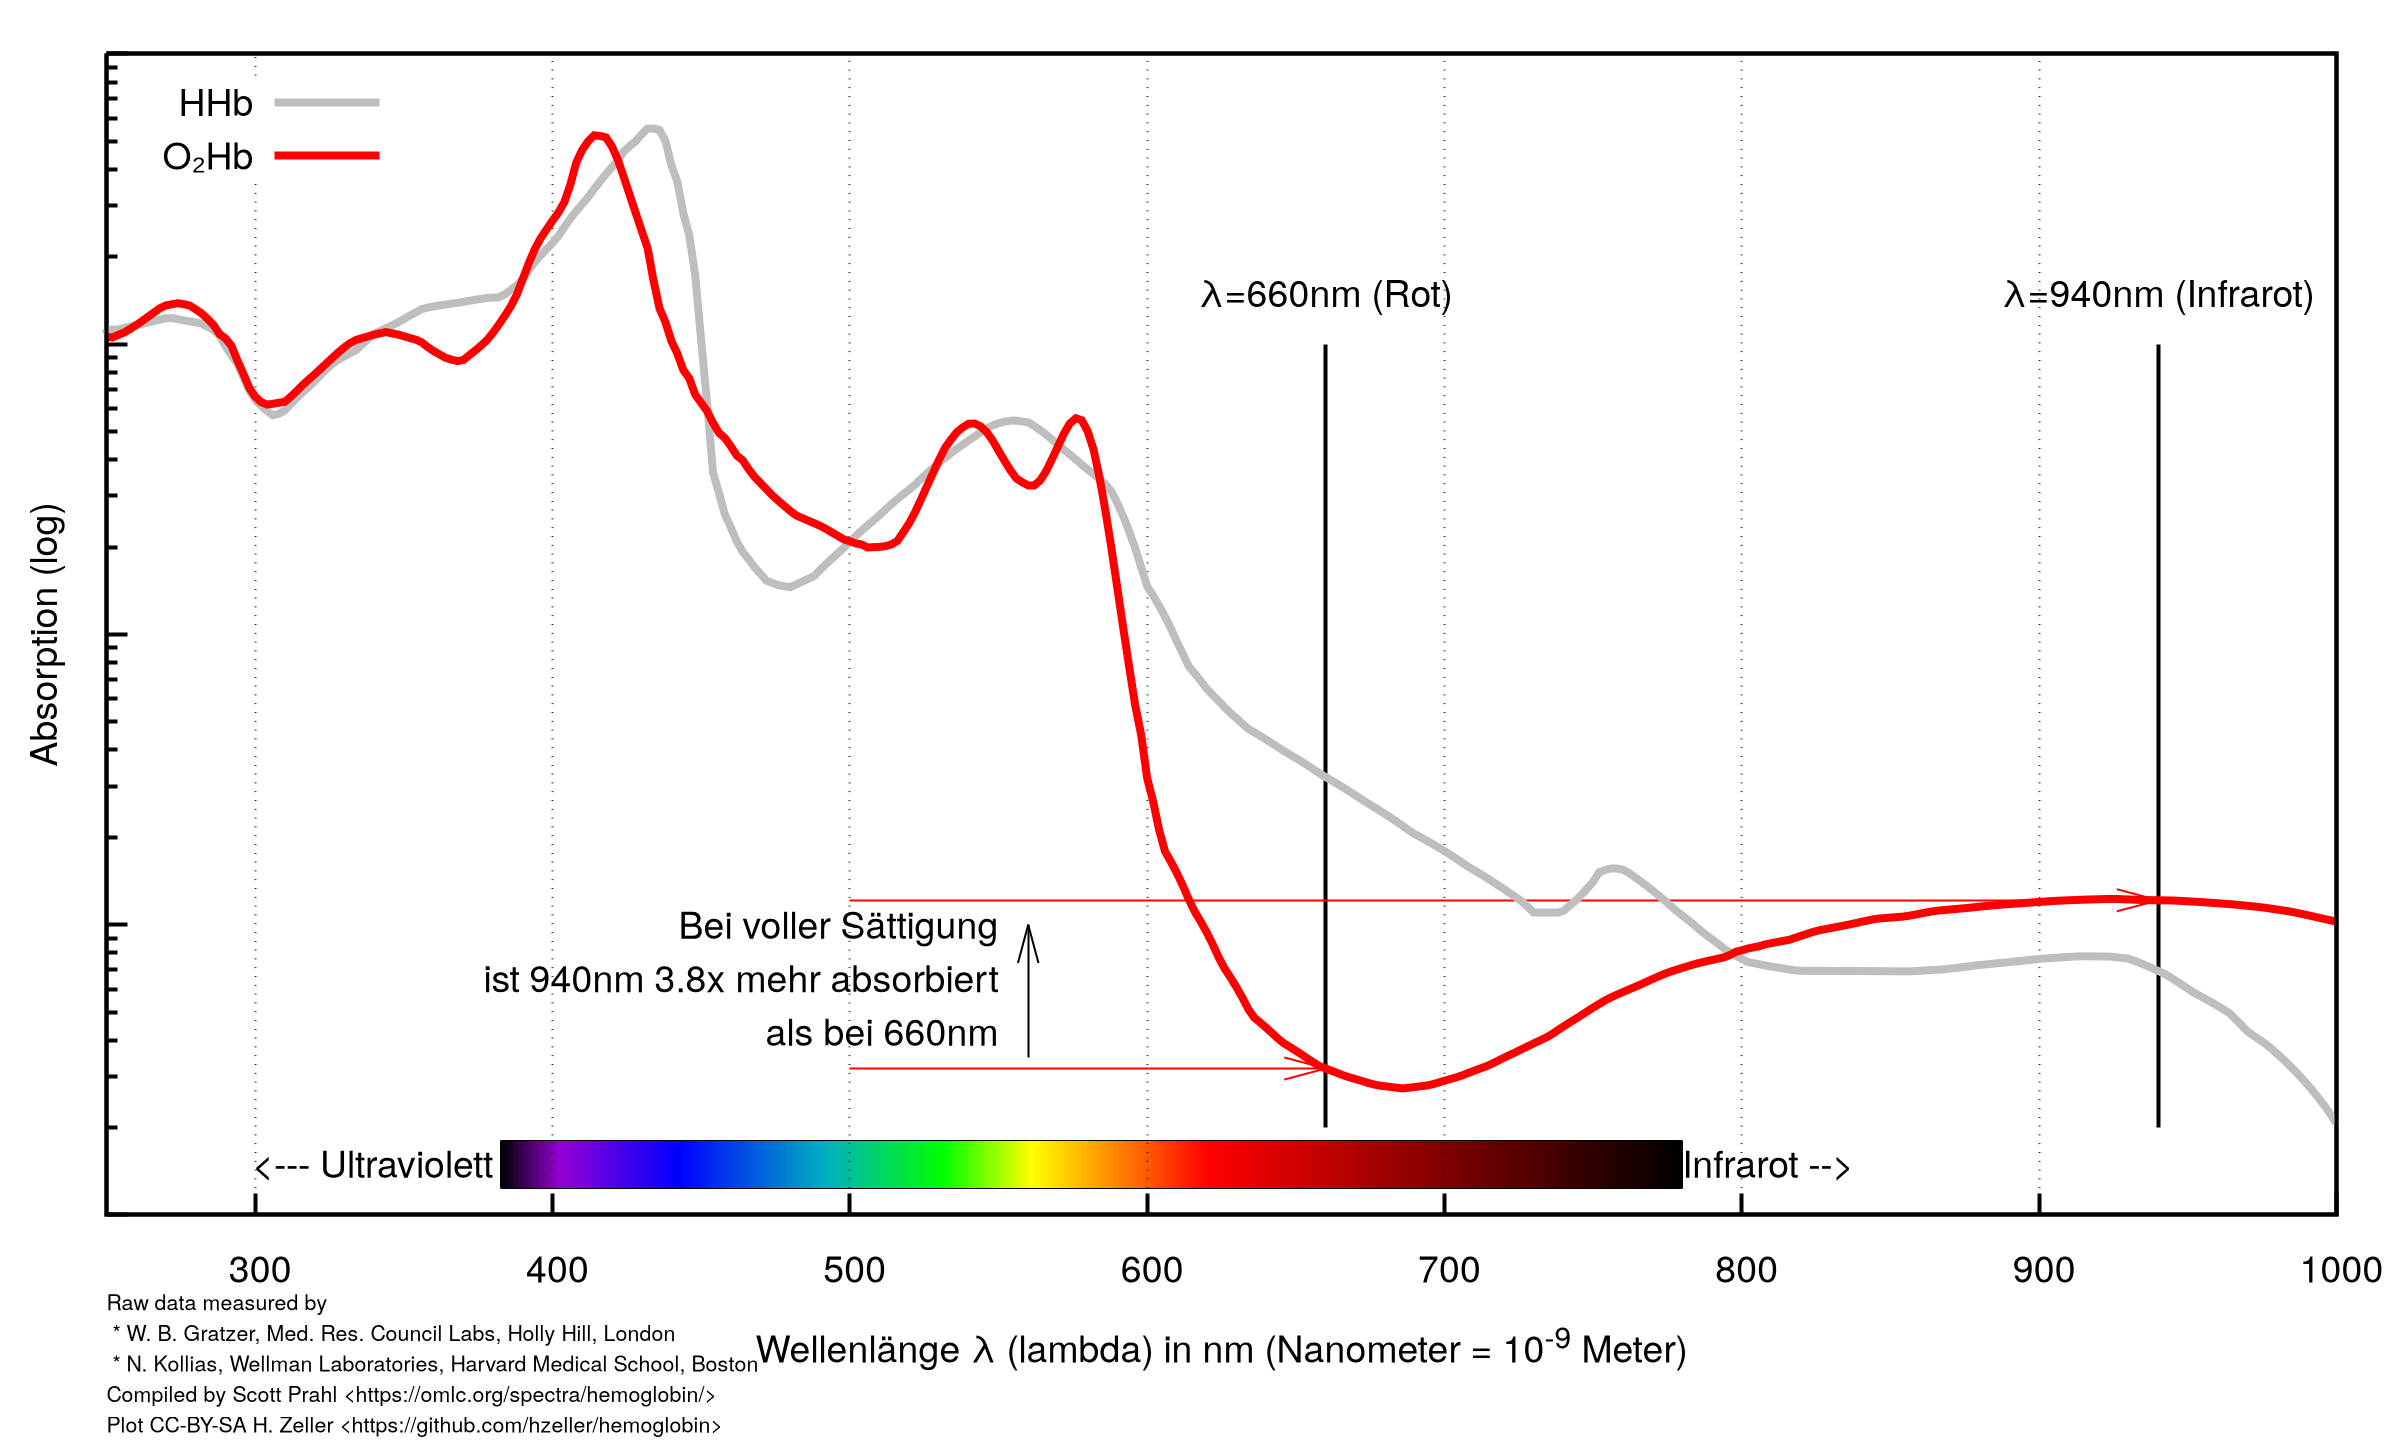 HHb
O₂Hb
λ=660nm (Rot)
λ=940nm (Infrarot)
Absorption (log)
Bei voller Sättigung
ist 940nm 3.8x mehr absorbiert
als bei 660nm
<--- Ultraviolett
Infrarot -->
300 400 500 600 700 800 900 1000
Wellenlänge λ (lambda) in nm (Nanometer = 10⁻⁹ Meter)
Raw data measured by
* W. B. Gratzer, Med. Res. Council Labs, Holly Hill, London
* N. Kollias, Wellman Laboratories, Harvard Medical School, Boston
Compiled by Scott Prahl <https://omlc.org/spectra/hemoglobin/>
Plot CC-BY-SA H. Zeller <https://github.com/hzeller/hemoglobin>